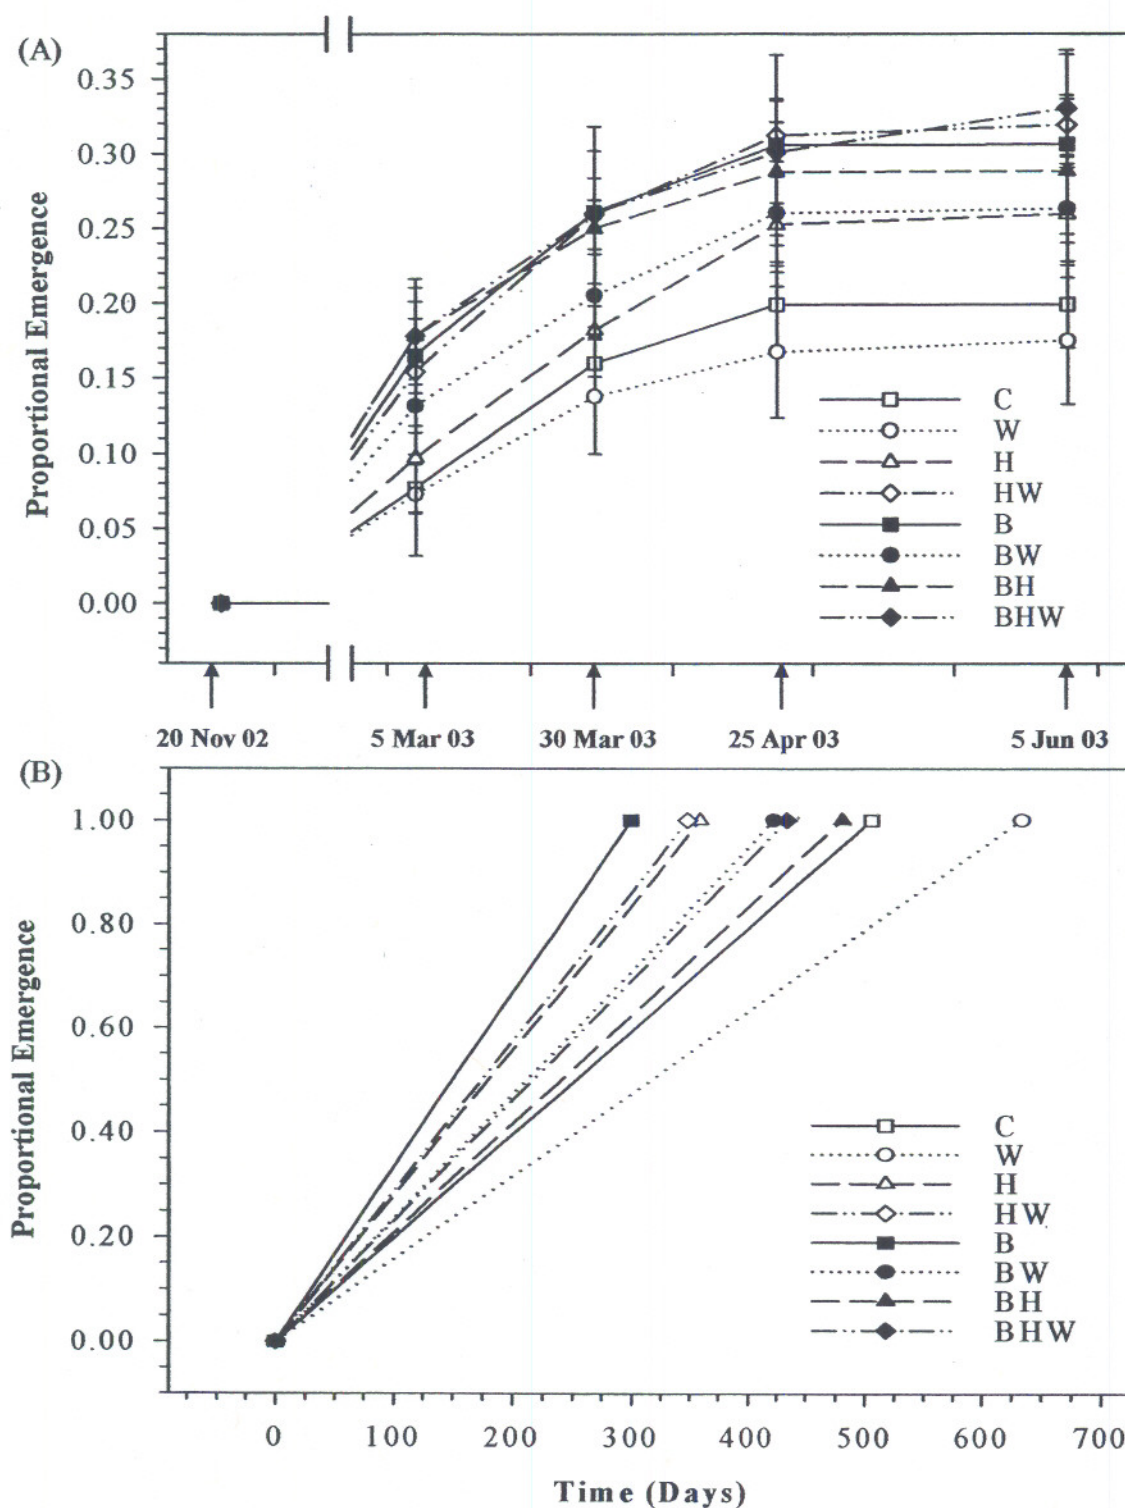 (A)
0.35
0.30
0.25
0.20
0.15
0.10
0.05
0.00
Proportional Emergence
C
W
H
HW
B
BW
BH
BHW
20 Nov 02 5 Mar 03 30 Mar 03 25 Apr 03 5 Jun 03
(B)
1.00
0.80
0.60
0.40
0.20
0.00
Proportional Emergence
C
W
H
HW
B
BW
BH
BHW
0 100 200 300 400 500 600 700
Time (Days)